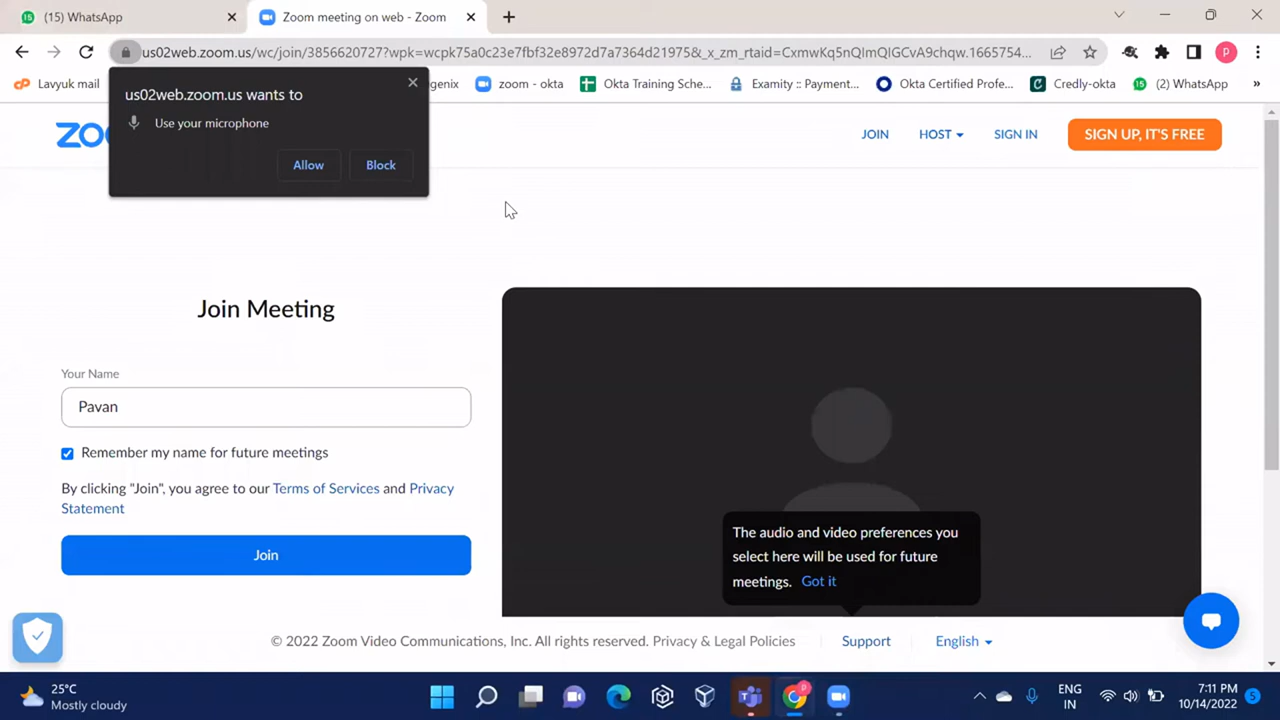 (15) WhatsApp
Zoom meeting on web - Zoom
us02web.zoom.us/wc/join/3856620727?wpk=wcpk75a0c23e7fbf32e8972d7a7364d21975&_x_zm_rtaid=CxmwKq5nQImQIGCvA9chqw.1665754...
P
Lavyuk mail
genix
zoom - okta
Okta Training Sche...
Examity :: Payment...
Okta Certified Profe...
Credly-okta
(2) WhatsApp
»
us02web.zoom.us wants to
Use your microphone
Allow
Block
ZO
JOIN
HOST
SIGN IN
SIGN UP, IT'S FREE
Join Meeting
Your Name
Pavan
Remember my name for future meetings
By clicking "Join", you agree to our Terms of Services and Privacy
Statement
Join
The audio and video preferences you
select here will be used for future
meetings. Got it
© 2022 Zoom Video Communications, Inc. All rights reserved. Privacy & Legal Policies
Support
English
25°C
Mostly cloudy
ENG
IN
7:11 PM
10/14/2022
5